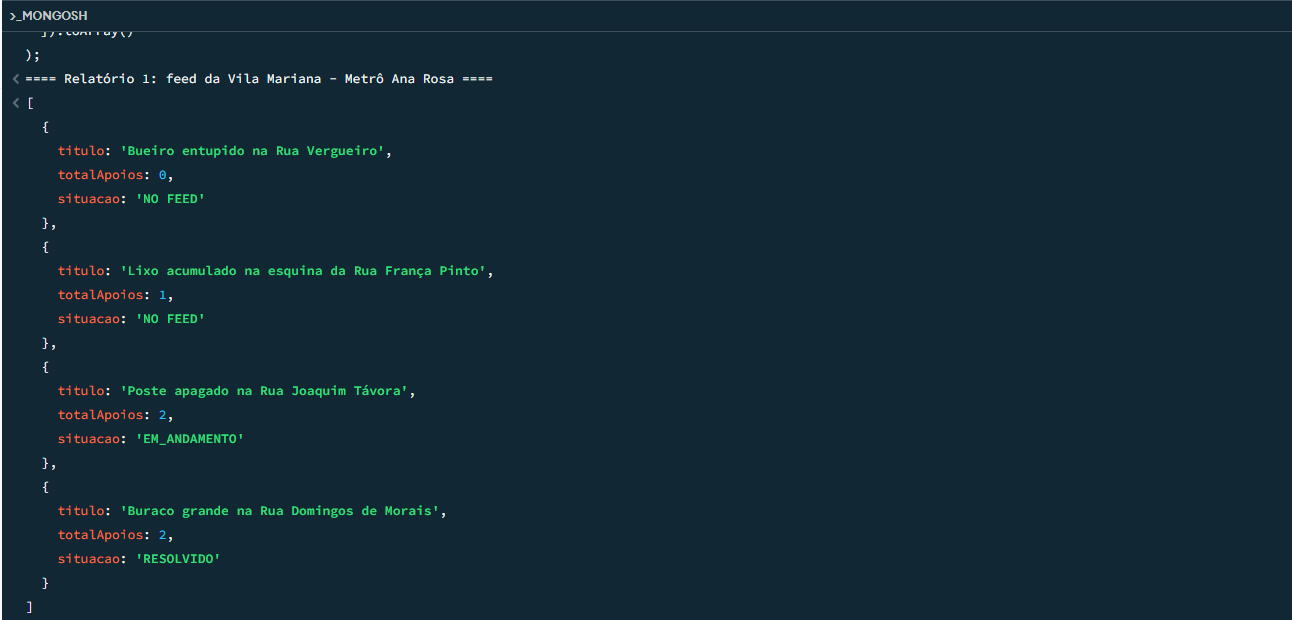 >_MONGOSH
]).toArray()
);
< ==== Relatório 1: feed da Vila Mariana - Metrô Ana Rosa ====
< [
{
titulo: 'Bueiro entupido na Rua Vergueiro',
totalApoios: 0,
situacao: 'NO FEED'
},
{
titulo: 'Lixo acumulado na esquina da Rua França Pinto',
totalApoios: 1,
situacao: 'NO FEED'
},
{
titulo: 'Poste apagado na Rua Joaquim Távora',
totalApoios: 2,
situacao: 'EM_ANDAMENTO'
},
{
titulo: 'Buraco grande na Rua Domingos de Morais',
totalApoios: 2,
situacao: 'RESOLVIDO'
}
]